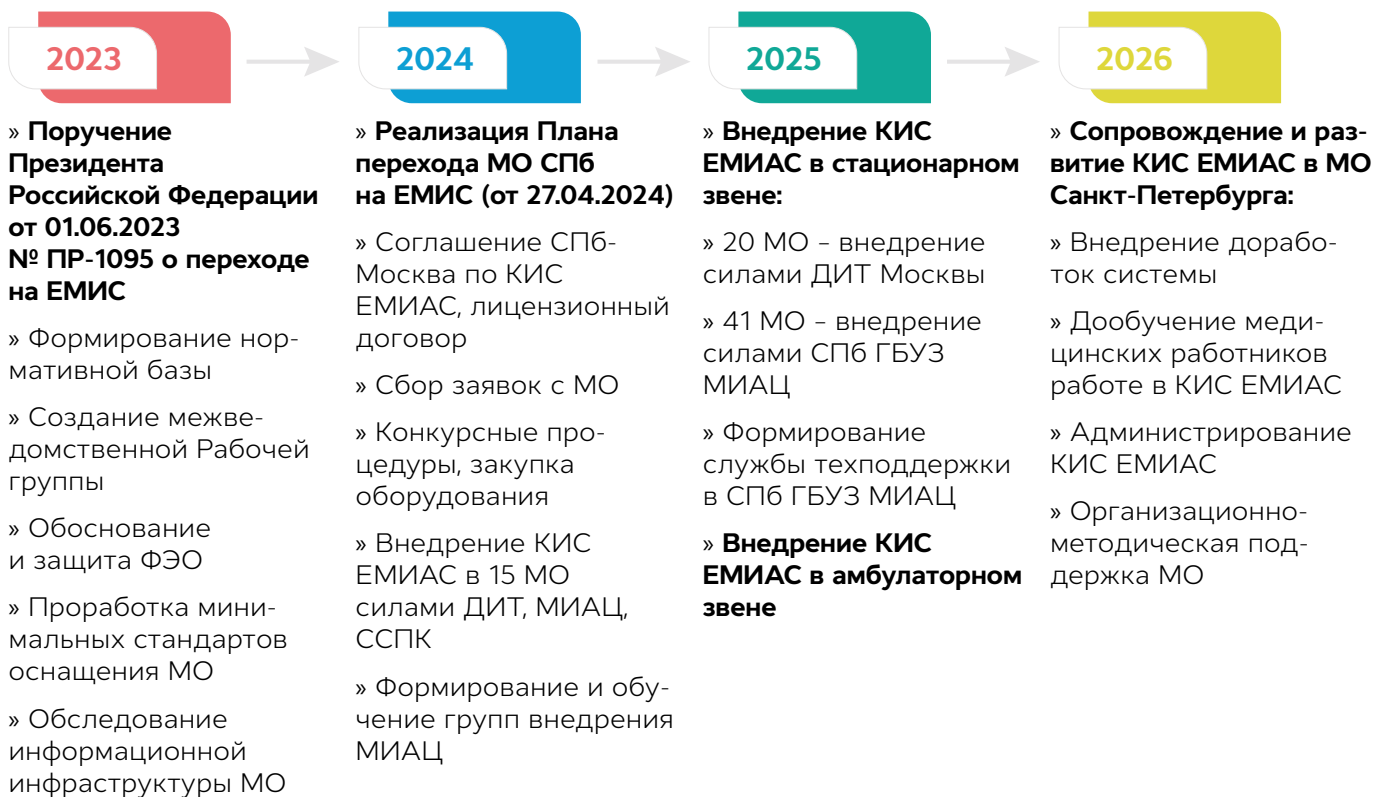 2023
» Поручение
Президента
Российской Федерации
от 01.06.2023
№ ПР-1095 о переходе
на ЕМИС
» Формирование нор-
мативной базы
» Создание межве-
домственной Рабочей
группы
» Обоснование
и защита ФЭО
» Проработка мини-
мальных стандартов
оснащения МО
» Обследование
информационной
инфраструктуры МО
2024
» Реализация Плана
перехода МО СПб
на ЕМИС (от 27.04.2024)
» Соглашение СПб-
Москва по КИС
ЕМИАС, лицензионный
договор
» Сбор заявок с МО
» Конкурсные про-
цедуры, закупка
оборудования
» Внедрение КИС
ЕМИАС в 15 МО
силами ДИТ, МИАЦ,
ССПК
» Формирование и обу-
чение групп внедрения
МИАЦ
2025
» Внедрение КИС
ЕМИАС в стационарном
звене:
» 20 МО – внедрение
силами ДИТ Москвы
» 41 МО – внедрение
силами СПб ГБУЗ
МИАЦ
» Формирование
службы техподдержки
в СПб ГБУЗ МИАЦ
» Внедрение КИС
ЕМИАС в амбулаторном
звене
2026
» Сопровождение и раз-
витие КИС ЕМИАС в МО
Санкт-Петербурга:
» Внедрение дорабо-
ток системы
» Дообучение меди-
цинских работников
работе в КИС ЕМИАС
» Администрирование
КИС ЕМИАС
» Организационно-
методическая под-
держка МО